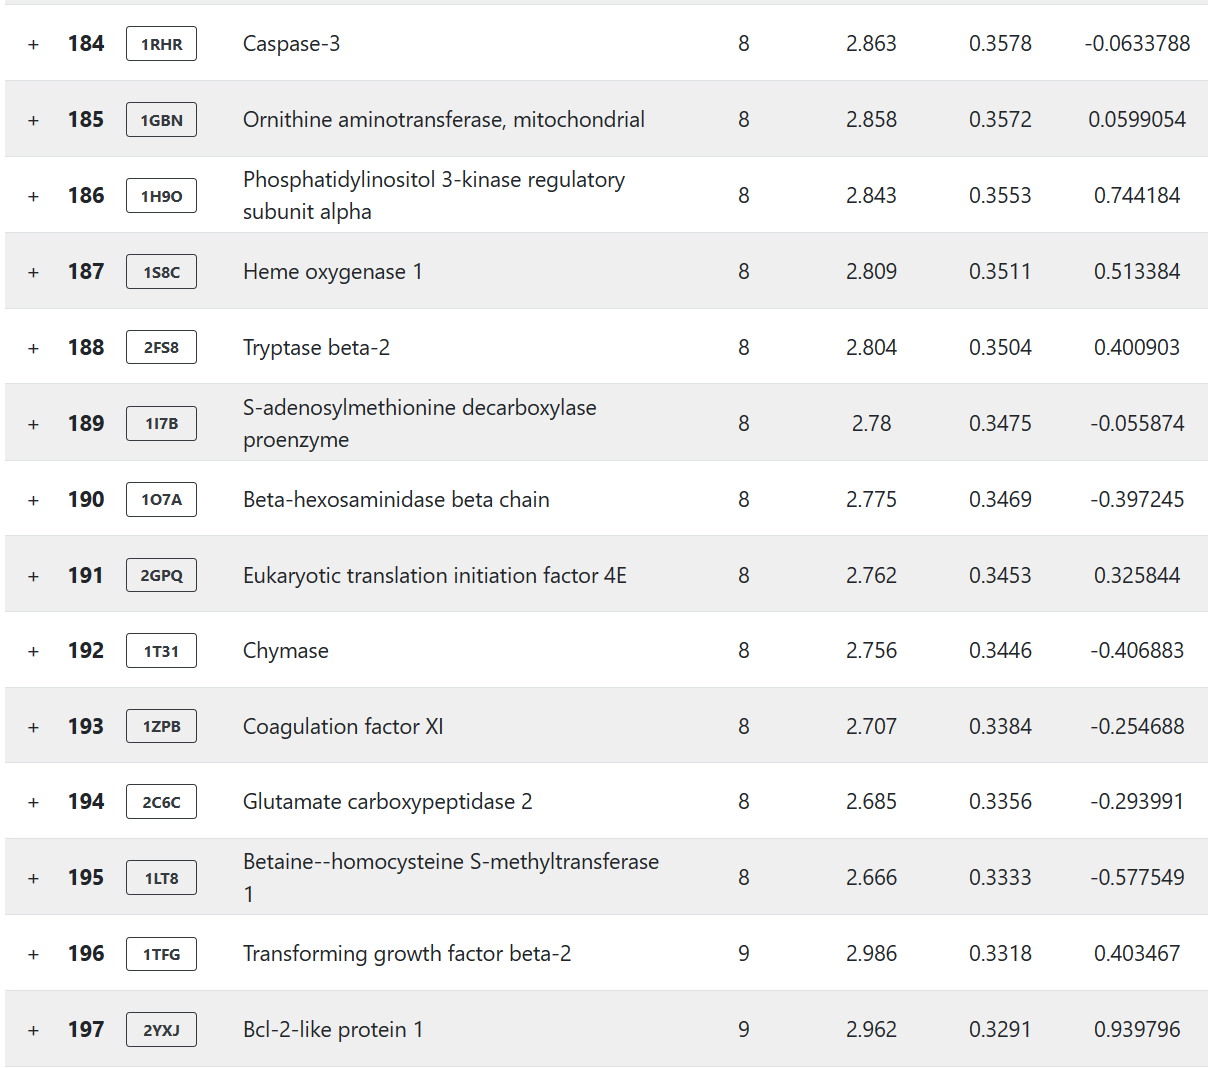 + 184 1RHR Caspase-3 8 2.863 0.3578 -0.0633788
+ 185 1GBN Ornithine aminotransferase, mitochondrial 8 2.858 0.3572 0.0599054
+ 186 1H9O Phosphatidylinositol 3-kinase regulatory
subunit alpha 8 2.843 0.3553 0.744184
+ 187 1S8C Heme oxygenase 1 8 2.809 0.3511 0.513384
+ 188 2FS8 Tryptase beta-2 8 2.804 0.3504 0.400903
+ 189 1I7B S-adenosylmethionine decarboxylase
proenzyme 8 2.78 0.3475 -0.055874
+ 190 1O7A Beta-hexosaminidase beta chain 8 2.775 0.3469 -0.397245
+ 191 2GPQ Eukaryotic translation initiation factor 4E 8 2.762 0.3453 0.325844
+ 192 1T31 Chymase 8 2.756 0.3446 -0.406883
+ 193 1ZPB Coagulation factor XI 8 2.707 0.3384 -0.254688
+ 194 2C6C Glutamate carboxypeptidase 2 8 2.685 0.3356 -0.293991
+ 195 1LT8 Betaine--homocysteine S-methyltransferase
1 8 2.666 0.3333 -0.577549
+ 196 1TFG Transforming growth factor beta-2 9 2.986 0.3318 0.403467
+ 197 2YXJ Bcl-2-like protein 1 9 2.962 0.3291 0.939796